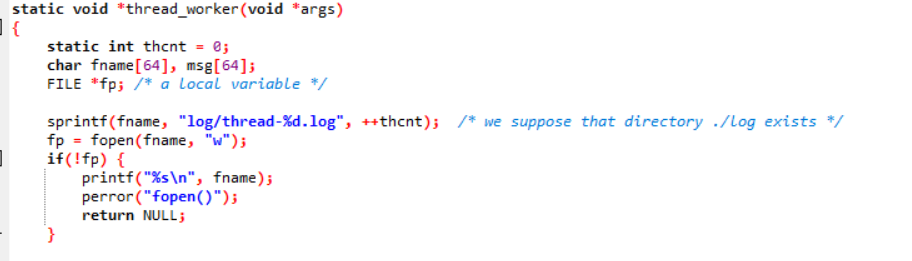 static void *thread_worker(void *args)
{
    static int thcnt = 0;
    char fname[64], msg[64];
    FILE *fp; /* a local variable */

    sprintf(fname, "log/thread-%d.log", ++thcnt);  /* we suppose that directory ./log exists */
    fp = fopen(fname, "w");
    if(!fp) {
        printf("%s\n", fname);
        perror("fopen()");
        return NULL;
    }